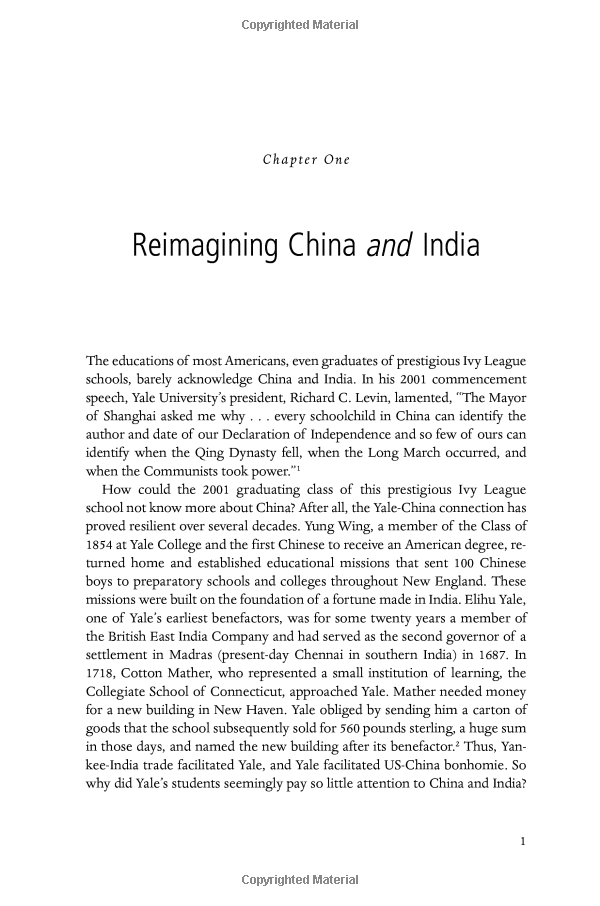 Copyrighted Material
Chapter One
Reimagining China and India
The educations of most Americans, even graduates of prestigious Ivy League
schools, barely acknowledge China and India. In his 2001 commencement
speech, Yale University’s president, Richard C. Levin, lamented, “The Mayor
of Shanghai asked me why . . . every schoolchild in China can identify the
author and date of our Declaration of Independence and so few of ours can
identify when the Qing Dynasty fell, when the Long March occurred, and
when the Communists took power.”1
How could the 2001 graduating class of this prestigious Ivy League
school not know more about China? After all, the Yale-China connection has
proved resilient over several decades. Yung Wing, a member of the Class of
1854 at Yale College and the first Chinese to receive an American degree, re-
turned home and established educational missions that sent 100 Chinese
boys to preparatory schools and colleges throughout New England. These
missions were built on the foundation of a fortune made in India. Elihu Yale,
one of Yale’s earliest benefactors, was for some twenty years a member of
the British East India Company and had served as the second governor of a
settlement in Madras (present-day Chennai in southern India) in 1687. In
1718, Cotton Mather, who represented a small institution of learning, the
Collegiate School of Connecticut, approached Yale. Mather needed money
for a new building in New Haven. Yale obliged by sending him a carton of
goods that the school subsequently sold for 560 pounds sterling, a huge sum
in those days, and named the new building after its benefactor.2 Thus, Yan-
kee-India trade facilitated Yale, and Yale facilitated US-China bonhomie. So
why did Yale’s students seemingly pay so little attention to China and India?
1
Copyrighted Material